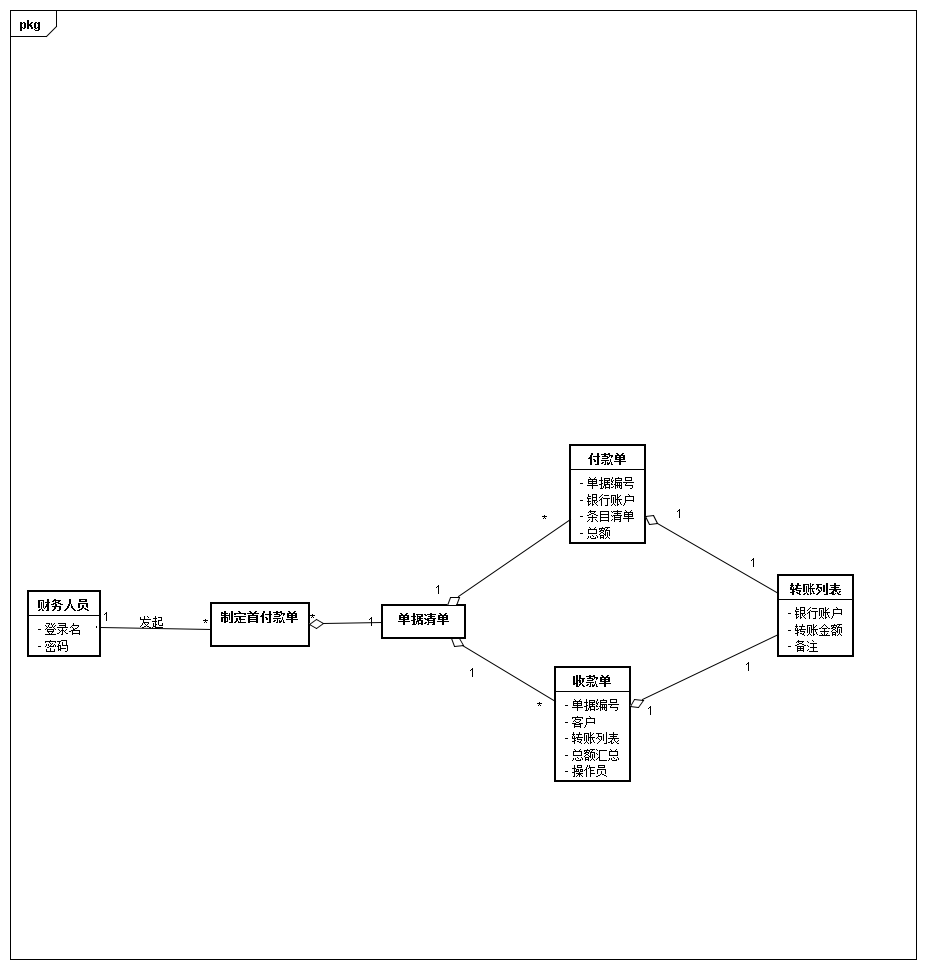 pkg
付款单
- 单据编号
- 银行账户
- 条目清单
- 总额
*
1
1
1
转账列表
- 银行账户
- 转账金额
- 备注
财务人员
- 登录名
- 密码
1
发起
*
制定首付款单
*
1
单据清单
1
*
收款单
- 单据编号
- 客户
- 转账列表
- 总额汇总
- 操作员
1
1